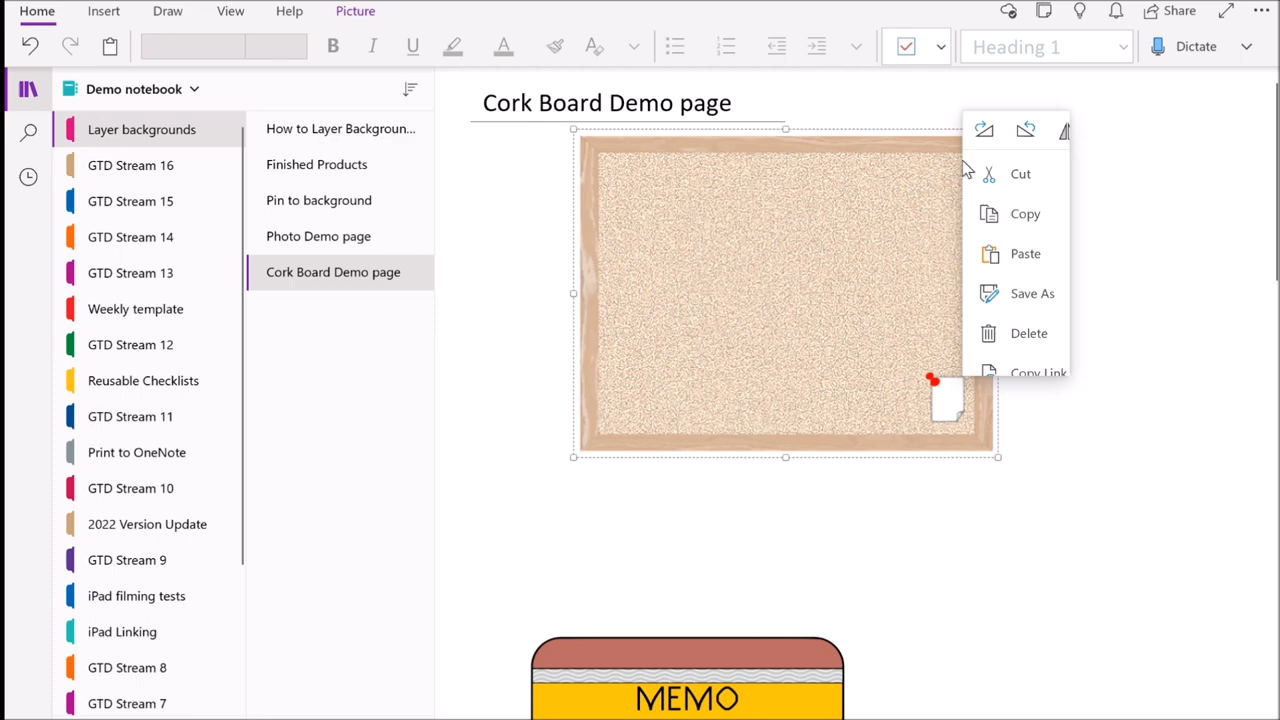 Home Insert Draw View Help Picture Share
B I U A Heading 1 Dictate
Demo notebook
Layer backgrounds
GTD Stream 16
GTD Stream 15
GTD Stream 14
GTD Stream 13
Weekly template
GTD Stream 12
Reusable Checklists
GTD Stream 11
Print to OneNote
GTD Stream 10
2022 Version Update
GTD Stream 9
iPad filming tests
iPad Linking
GTD Stream 8
GTD Stream 7
How to Layer Backgroun...
Finished Products
Pin to background
Photo Demo page
Cork Board Demo page
Cork Board Demo page
Cut
Copy
Paste
Save As
Delete
Copy Link
MEMO